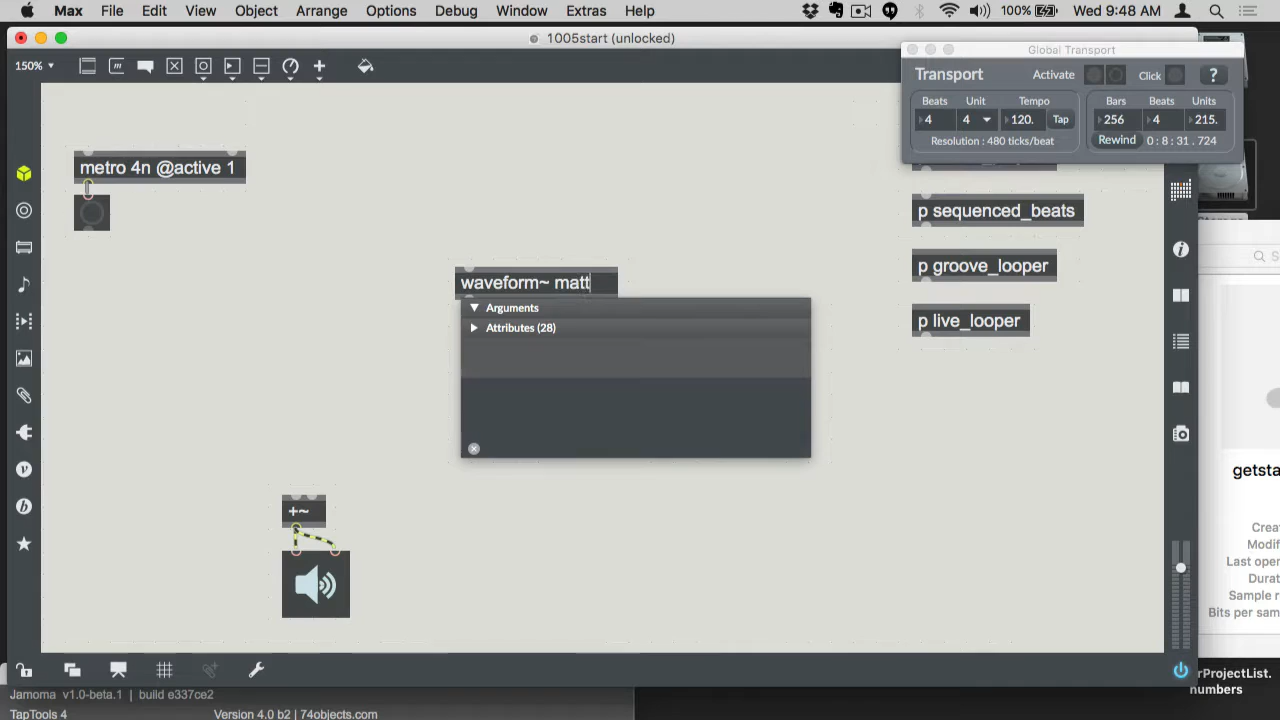 Max File Edit View Object Arrange Options Debug Window Extras Help 100% Wed 9:48 AM
1005start (unlocked)
Global Transport
150%
Transport Activate Click ?
Beats Unit Tempo Bars Beats Units
4 4 120. Tap 256 4 215.
Resolution : 480 ticks/beat Rewind 0 : 8 : 31 . 724
metro 4n @active 1
p sequenced_beats
p groove_looper
waveform~ matt
Arguments
Attributes (28)
p live_looper
getsta
+~
Crea
Modif
Last open
Durat
Sample r
Bits per sam
rProjectList.
numbers
Jamoma v1.0-beta.1 | build e337ce2
TapTools 4 Version 4.0 b2 | 74objects.com